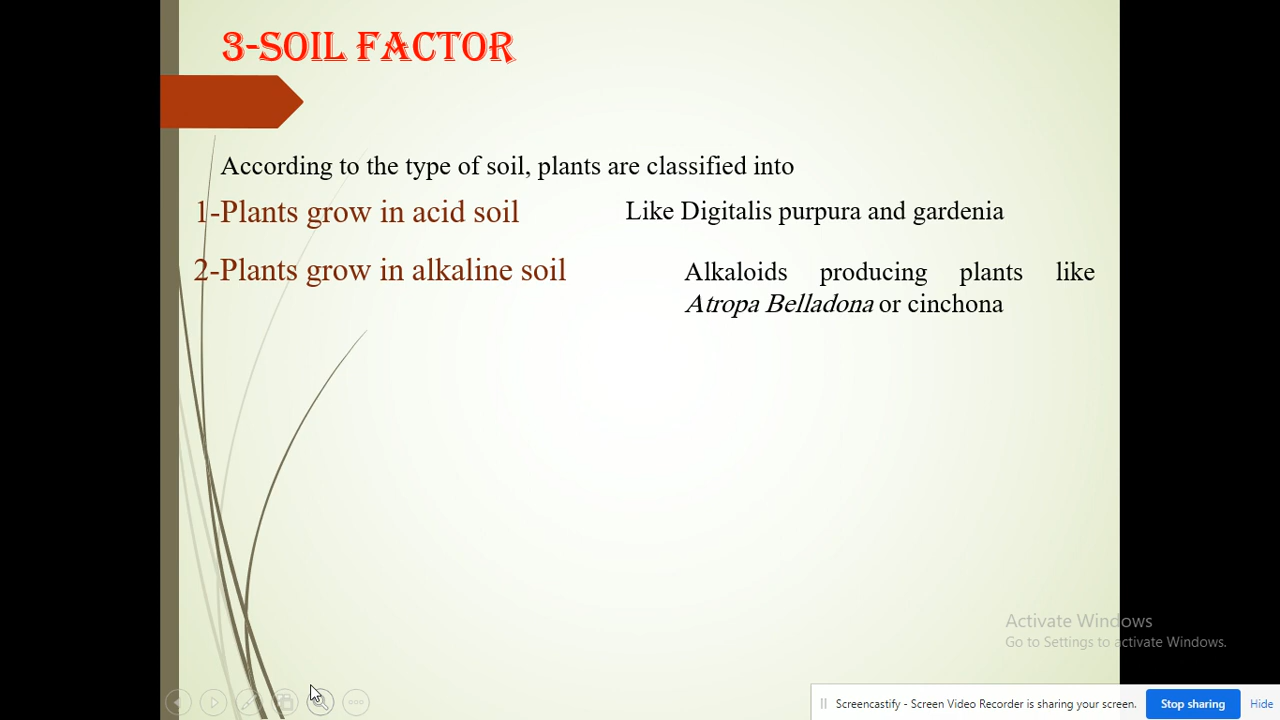 3-SOIL FACTOR
According to the type of soil, plants are classified into
1-Plants grow in acid soil
Like Digitalis purpura and gardenia
2-Plants grow in alkaline soil
Alkaloids producing plants like
Atropa Belladona or cinchona
Activate Windows
Go to Settings to activate Windows.
Screencastify - Screen Video Recorder is sharing your screen.
Stop sharing
Hide